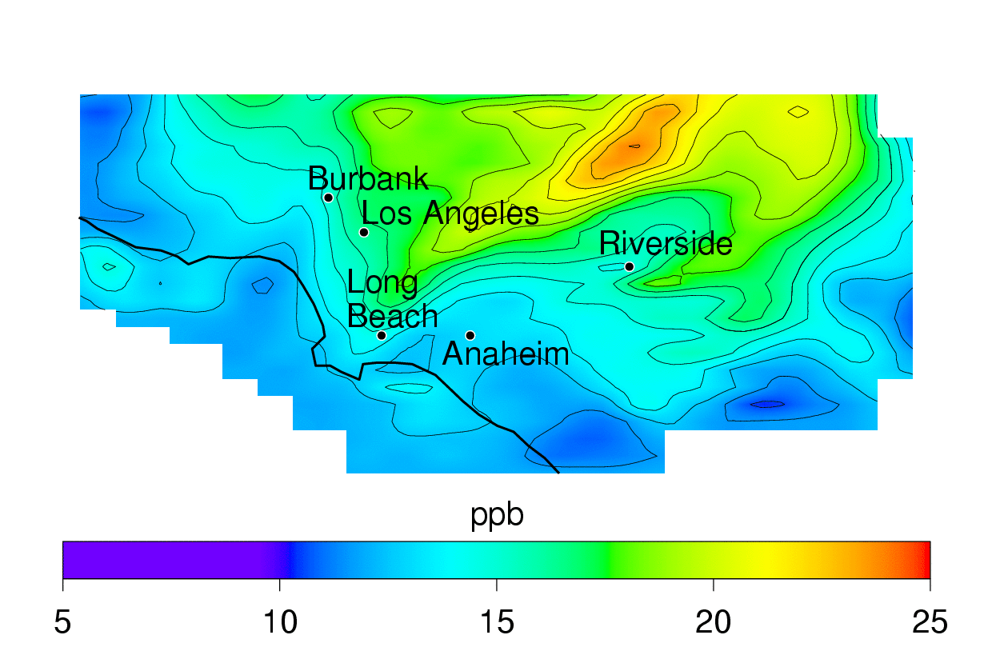 Burbank
Los Angeles
Riverside
Long
Beach
Anaheim
ppb
5 10 15 20 25